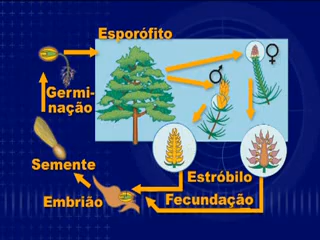 Esporófito
Germi-
nação
Semente
Embrião
Estróbilo
Fecundação